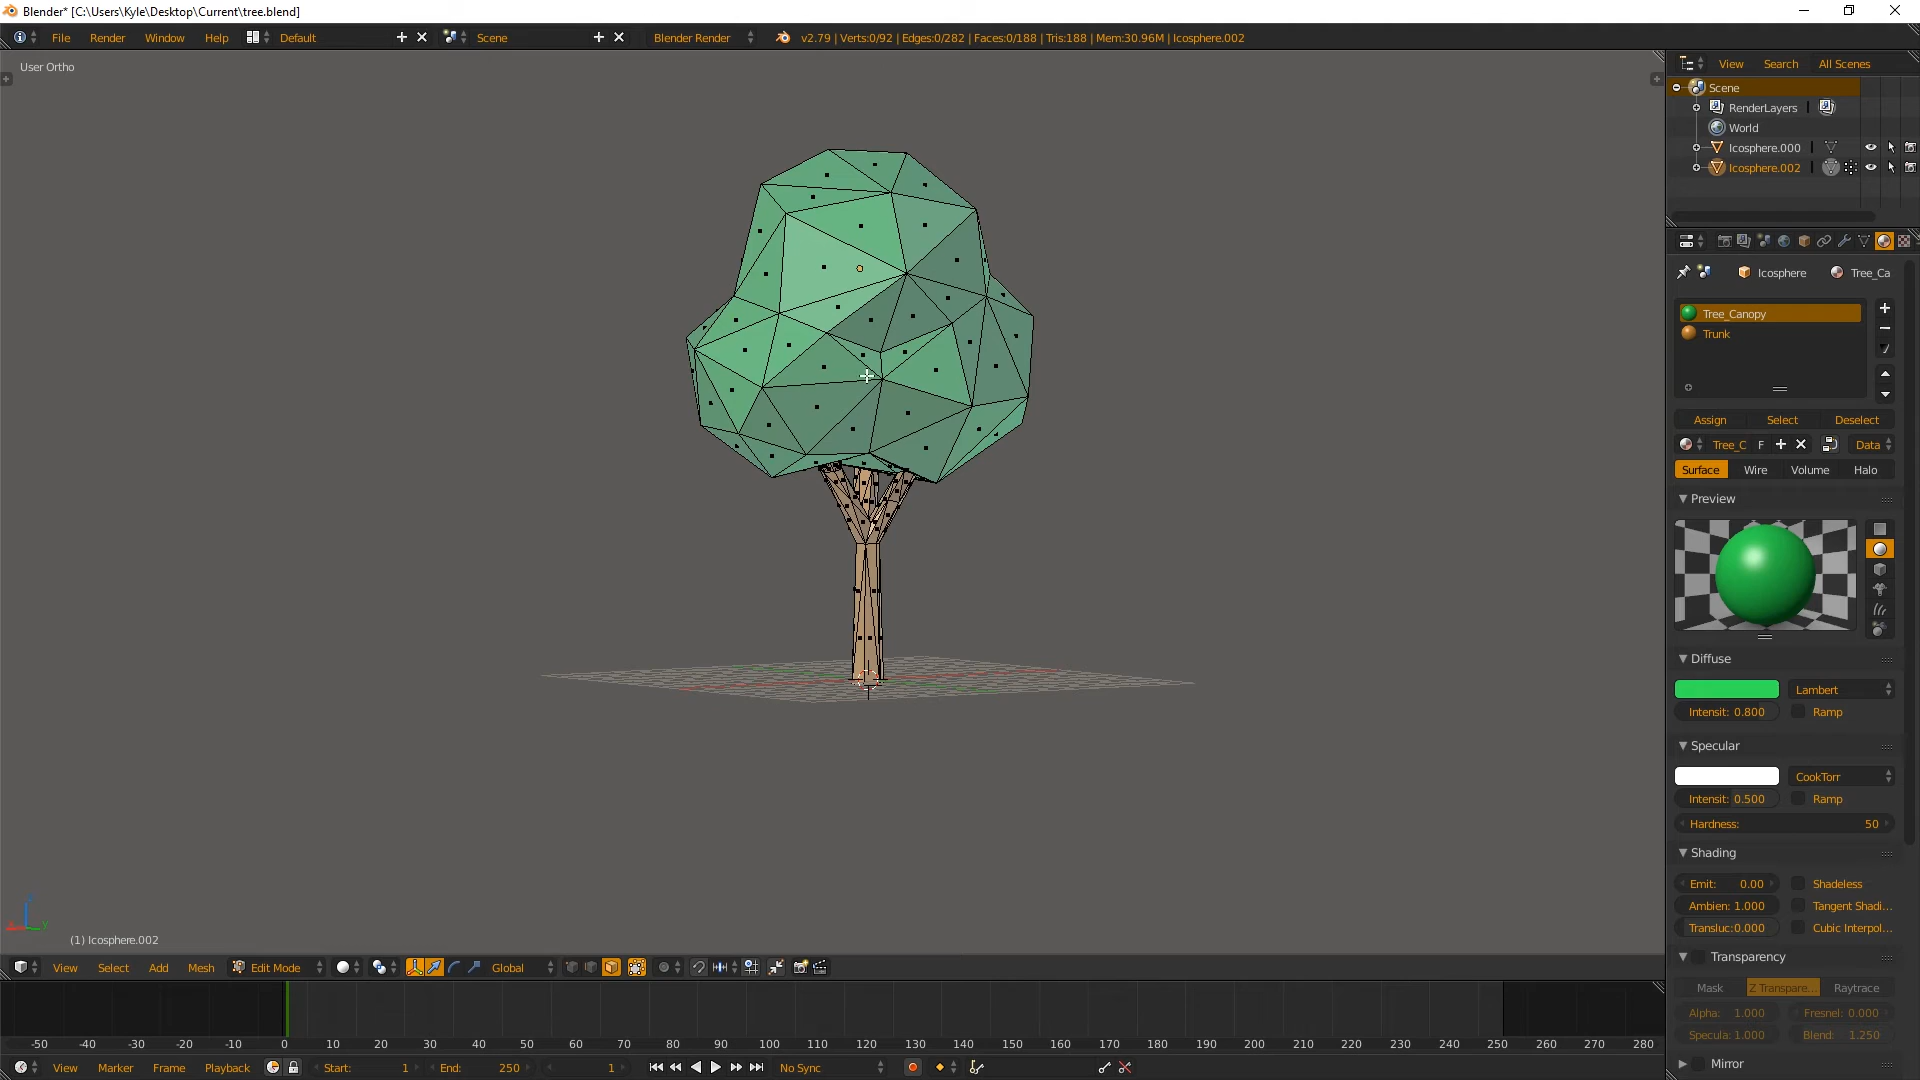 Blender* [C:\Users\Kyle\Desktop\Current\tree.blend]
File Render Window Help Default Scene Blender Render v2.79 | Verts:0/92 | Edges:0/282 | Faces:0/188 | Tris:188 | Mem:30.96M | Icosphere.002
User Ortho
View Search All Scenes
Scene
RenderLayers
World
Icosphere.000
Icosphere.002
Icosphere Tree_Ca
Tree_Canopy
Trunk
Assign Select Deselect
Tree_C F Data
Surface Wire Volume Halo
Preview
Diffuse
Lambert
Intensit: 0.800 Ramp
Specular
CookTorr
Intensit: 0.500 Ramp
Hardness: 50
Shading
Emit: 0.00 Shadeless
Ambien: 1.000 Tangent Shadi...
Transluc:0.000 Cubic Interpol...
Transparency
Mask Z Transpare... Raytrace
Alpha: 1.000 Fresnel: 0.000
Specula: 1.000 Blend: 1.250
Mirror
y
(1) Icosphere.002
View Select Add Mesh Edit Mode Global
-50 -40 -30 -20 -10 0 10 20 30 40 50 60 70 80 90 100 110 120 130 140 150 160 170 180 190 200 210 220 230 240 250 260 270 280
View Marker Frame Playback Start: 1 End: 250 1 No Sync